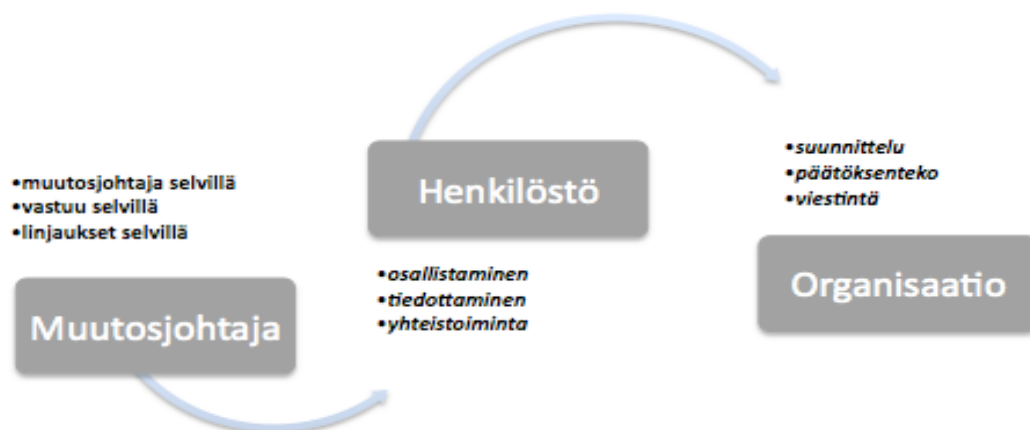 •muutosjohtaja selvillä
•vastuu selvillä
•linjaukset selvillä
Muutosjohtaja
Henkilöstö
•osallistaminen
•tiedottaminen
•yhteistoiminta
•suunnittelu
•päätöksenteko
•viestintä
Organisaatio